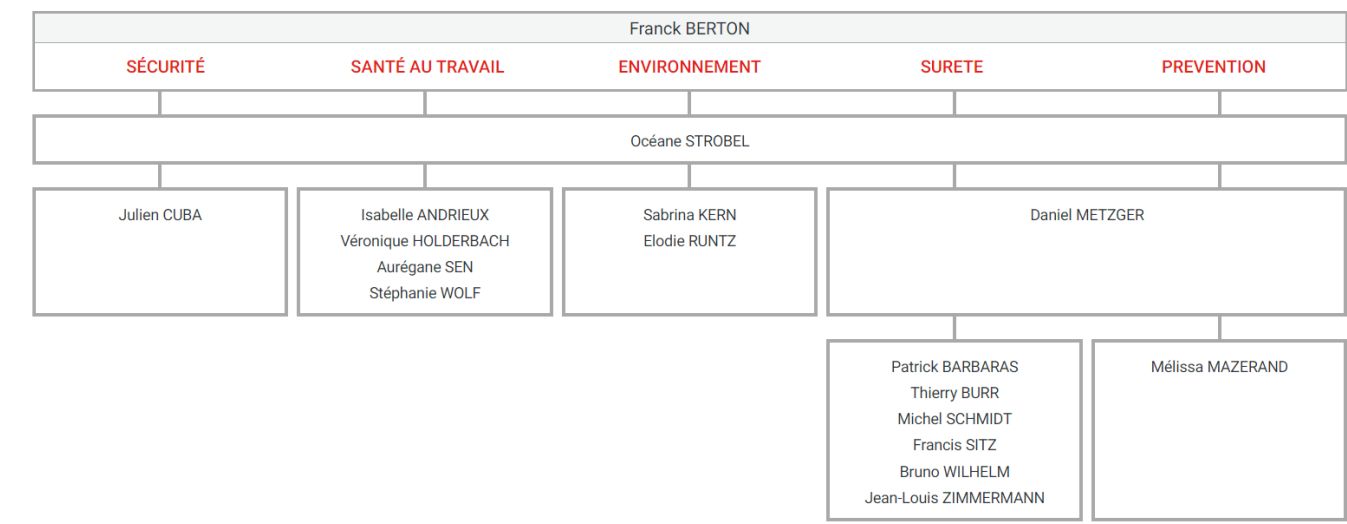 Franck BERTON
SÉCURITÉ
SANTÉ AU TRAVAIL
ENVIRONNEMENT
SURETE
PREVENTION
Océane STROBEL
Julien CUBA
Isabelle ANDRIEUX
Véronique HOLDERBACH
Aurégane SEN
Stéphanie WOLF
Sabrina KERN
Elodie RUNTZ
Daniel METZGER
Patrick BARBARAS
Thierry BURR
Michel SCHMIDT
Francis SITZ
Bruno WILHELM
Jean-Louis ZIMMERMANN
Mélissa MAZERAND